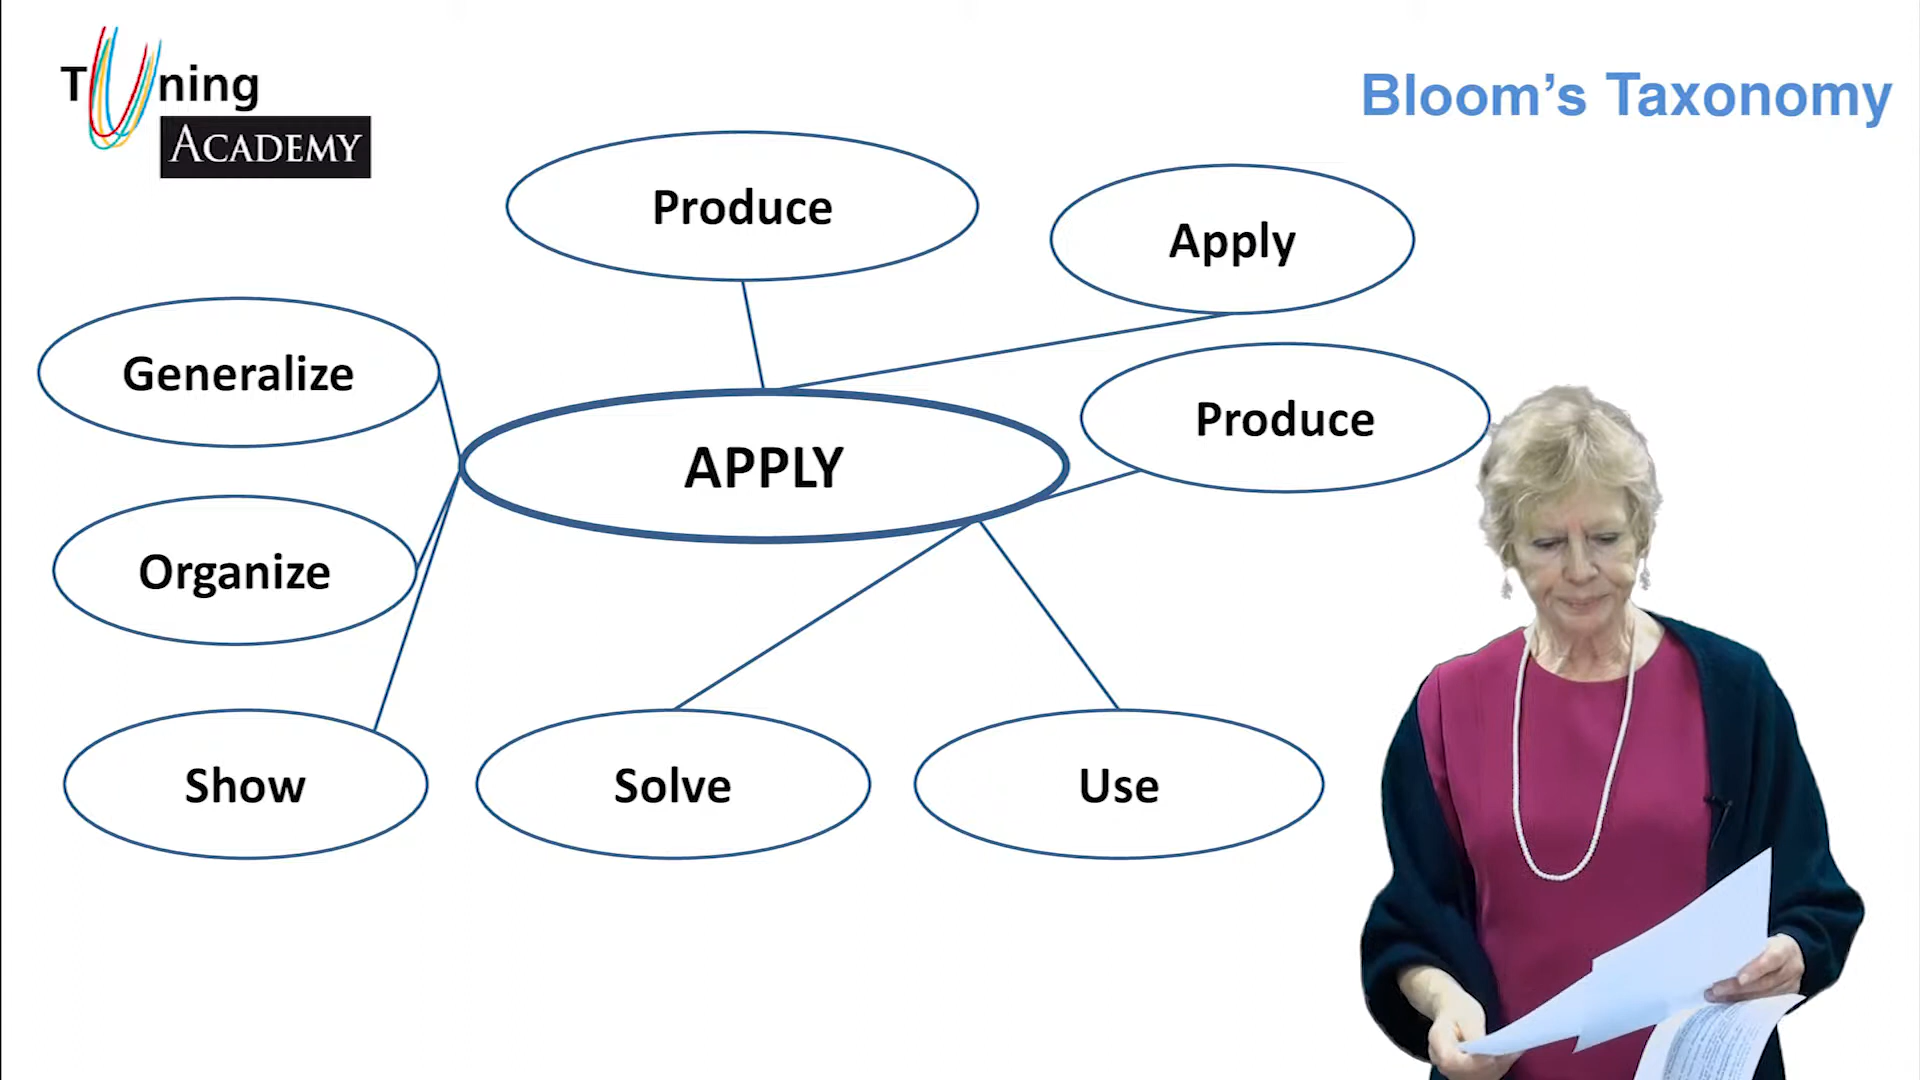 Tuning
ACADEMY
Bloom's Taxonomy
Produce
Apply
Generalize
Produce
APPLY
Organize
Show
Solve
Use